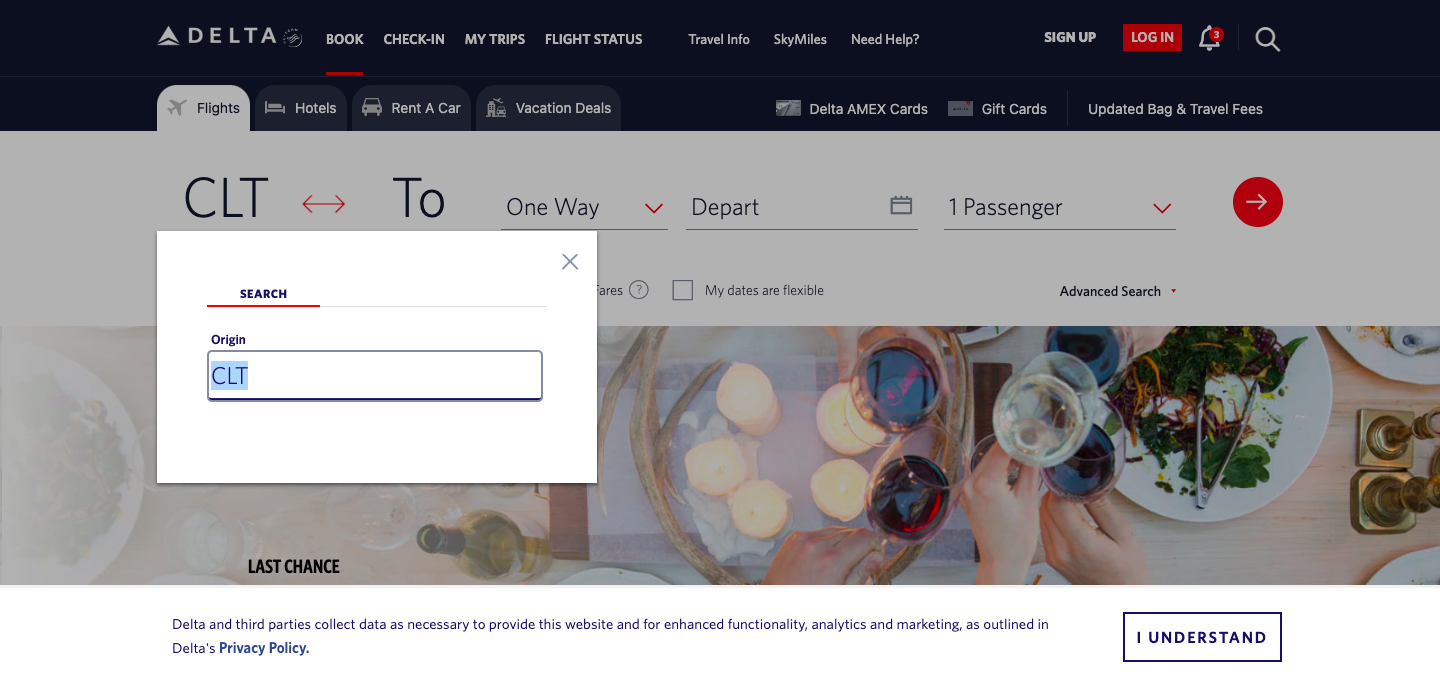 DELTA
BOOK
CHECK-IN
MY TRIPS
FLIGHT STATUS
Travel Info
SkyMiles
Need Help?
SIGN UP
LOG IN
3
Flights
Hotels
Rent A Car
Vacation Deals
Delta AMEX Cards
Gift Cards
Updated Bag & Travel Fees
CLT
To
One Way
Depart
1 Passenger
SEARCH
Origin
CLT
?
My dates are flexible
Advanced Search
LAST CHANCE
Delta and third parties collect data as necessary to provide this website and for enhanced functionality, analytics and marketing, as outlined in
Delta's Privacy Policy.
I UNDERSTAND